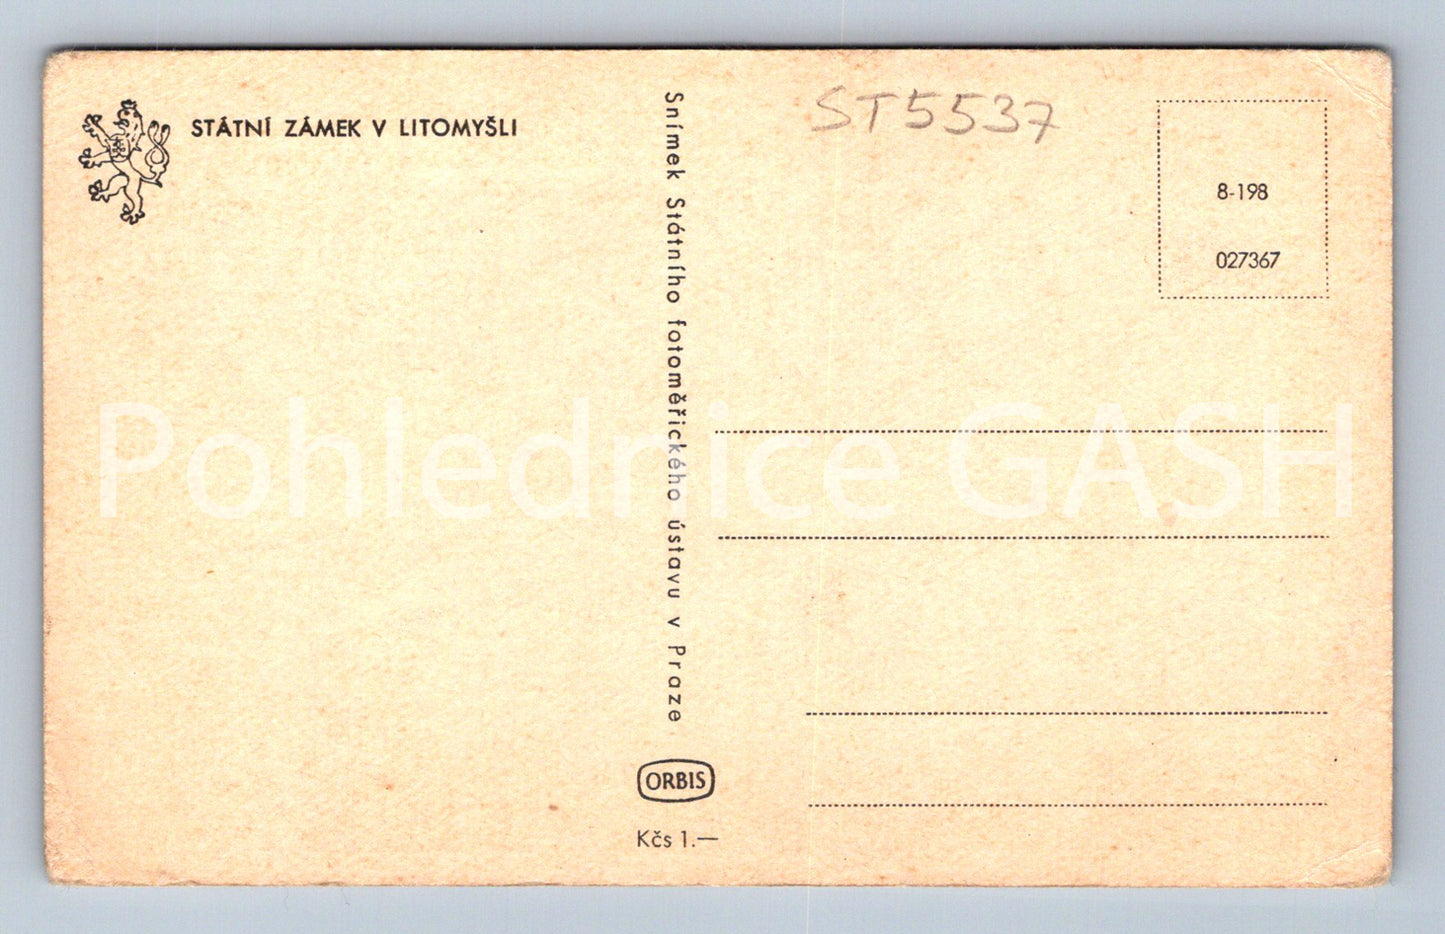 STÁTNÍ ZÁMEK V LITOMYŠLI
Snímek Státního fotoměřického ústavu v Praze
ORBIS
Kčs 1.—
ST5537
8-198
027367
Pohlednice GASH